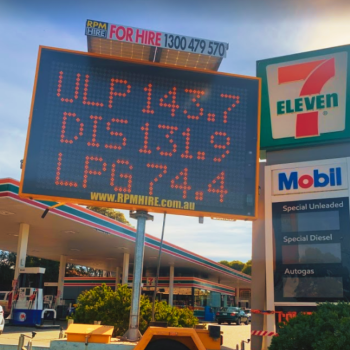 RPM HIRE FOR HIRE 1300 479 570
ULP 143.7
DIS 131.9
LPG 74.4
www.RPMHIRE.com.au
7
ELEVEN
Mobil
Special Unleaded
Special Diesel
Autogas